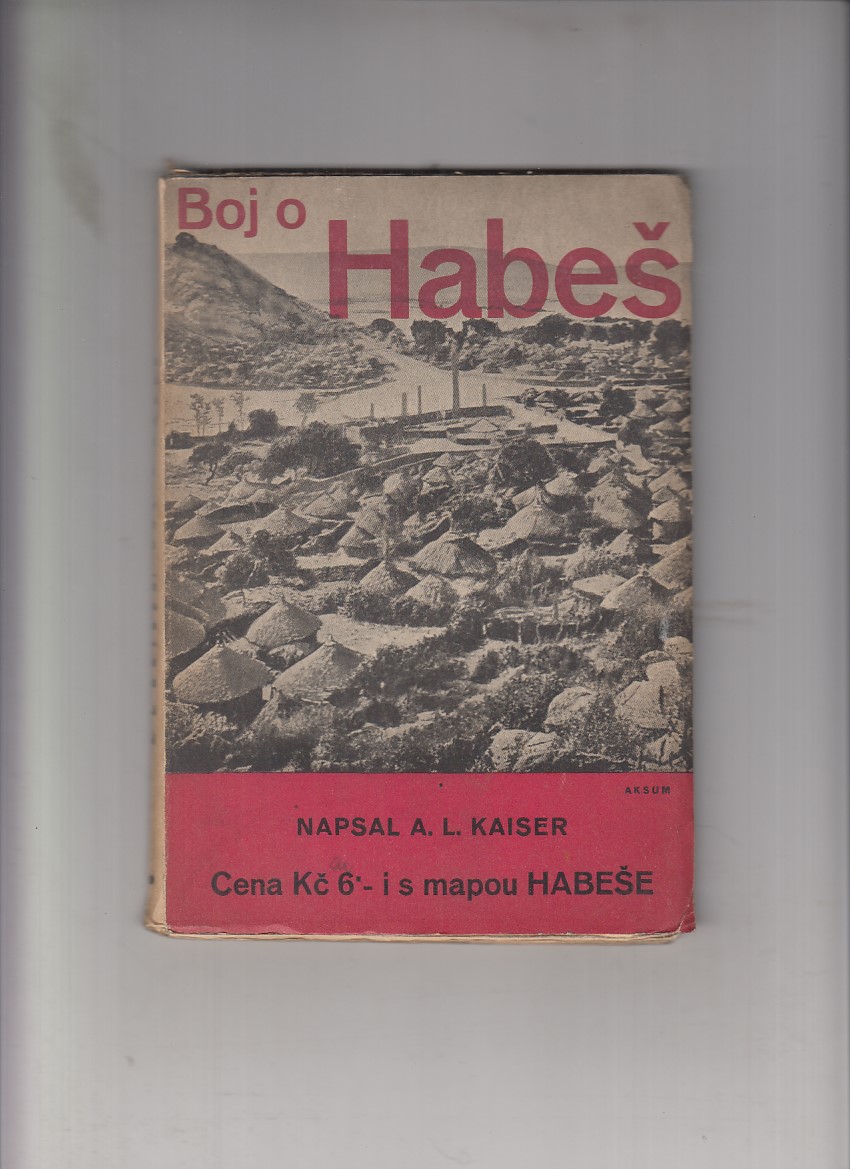 Boj o
Habeš
AKSUM
NAPSAL A. L. KAISER
Cena Kč 6·- i s mapou HABEŠE